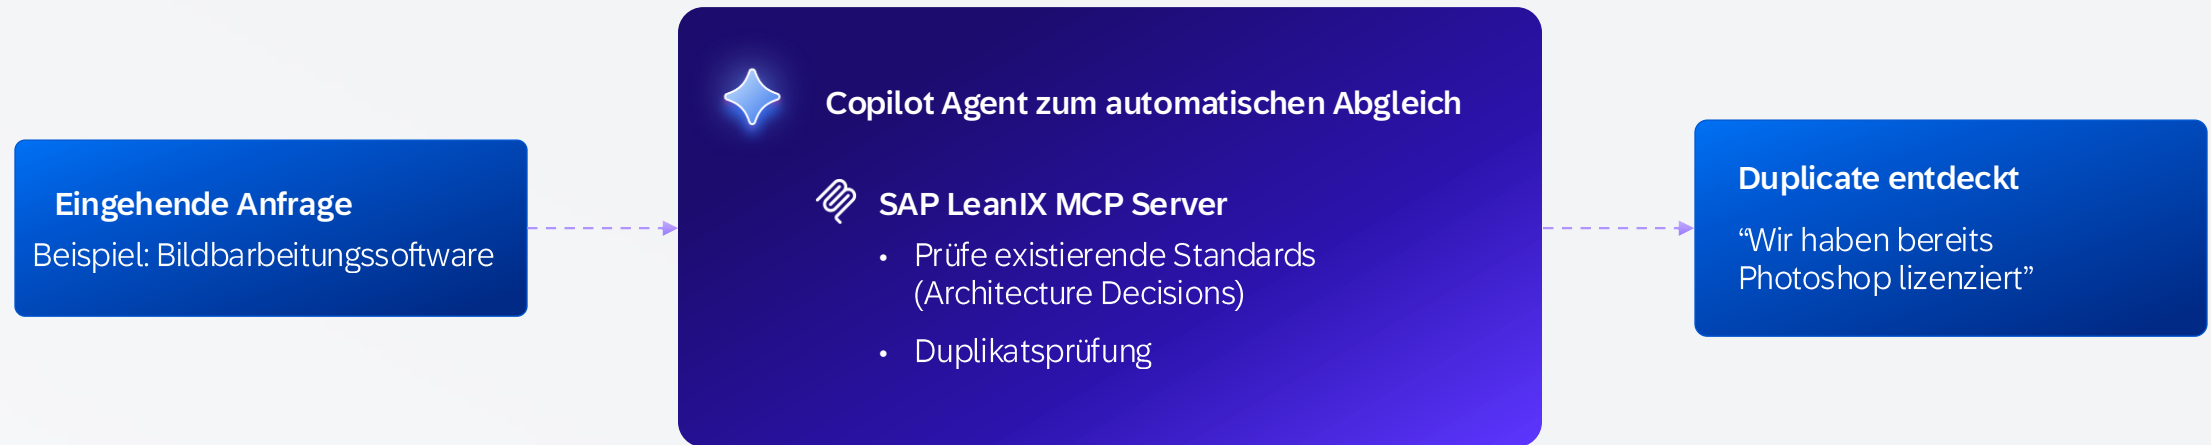 Eingehende Anfrage
Beispiel: Bildbarbeitungssoftware
Copilot Agent zum automatischen Abgleich
SAP LeanIX MCP Server
• Prüfe existierende Standards
(Architecture Decisions)
• Duplikatsprüfung
Duplicate entdeckt
“Wir haben bereits
Photoshop lizenziert”